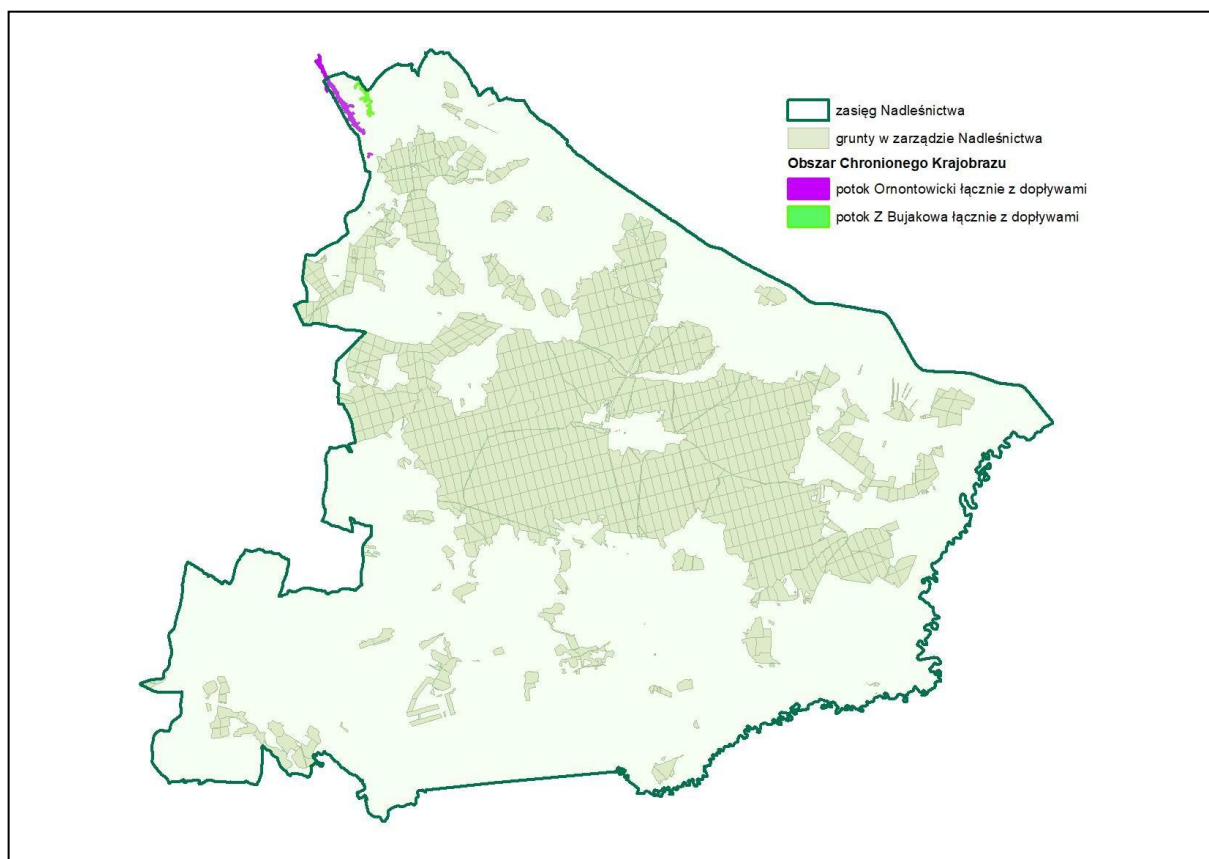 zasięg Nadleśnictwa
grunty w zarządzie Nadleśnictwa
Obszar Chronionego Krajobrazu
potok Ornontowicki łącznie z dopływami
potok Z Bujakowa łącznie z dopływami